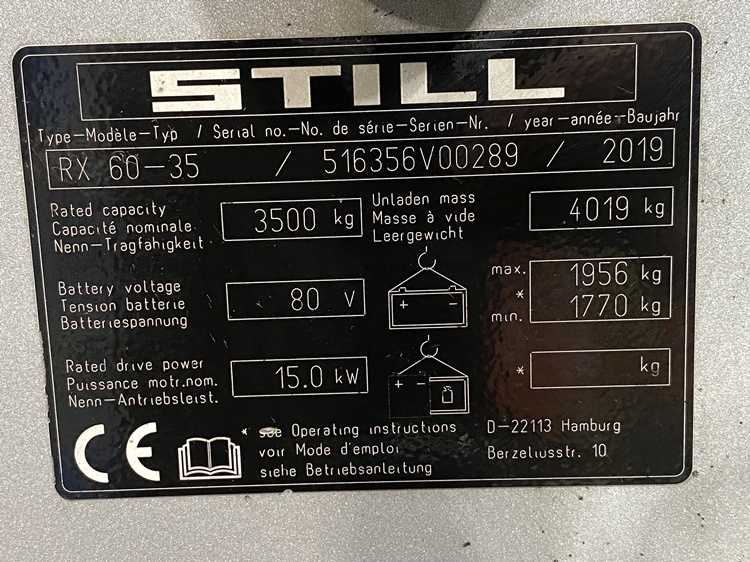 STILL
Type-Modèle-Typ / Serial no.-No. de série-Serien-Nr. / year-année-Baujahr
RX 60-35 / 516356V00289 / 2019
Rated capacity
Capacité nominale
Nenn-Tragfähigkeit
3500 kg
Unladen mass
Masse à vide
Leergewicht
4019 kg
Battery voltage
Tension batterie
Batteriespannung
80 V
+ -
max. 1956 kg
*
min. 1770 kg
Rated drive power
Puissance motr.nom.
Nenn-Antriebsleist.
15.0 kW
+ -
* kg
CE
* see Operating instructions
voir Mode d'emploi
siehe Betriebsanleitung
D-22113 Hamburg
Berzeliusstr. 10